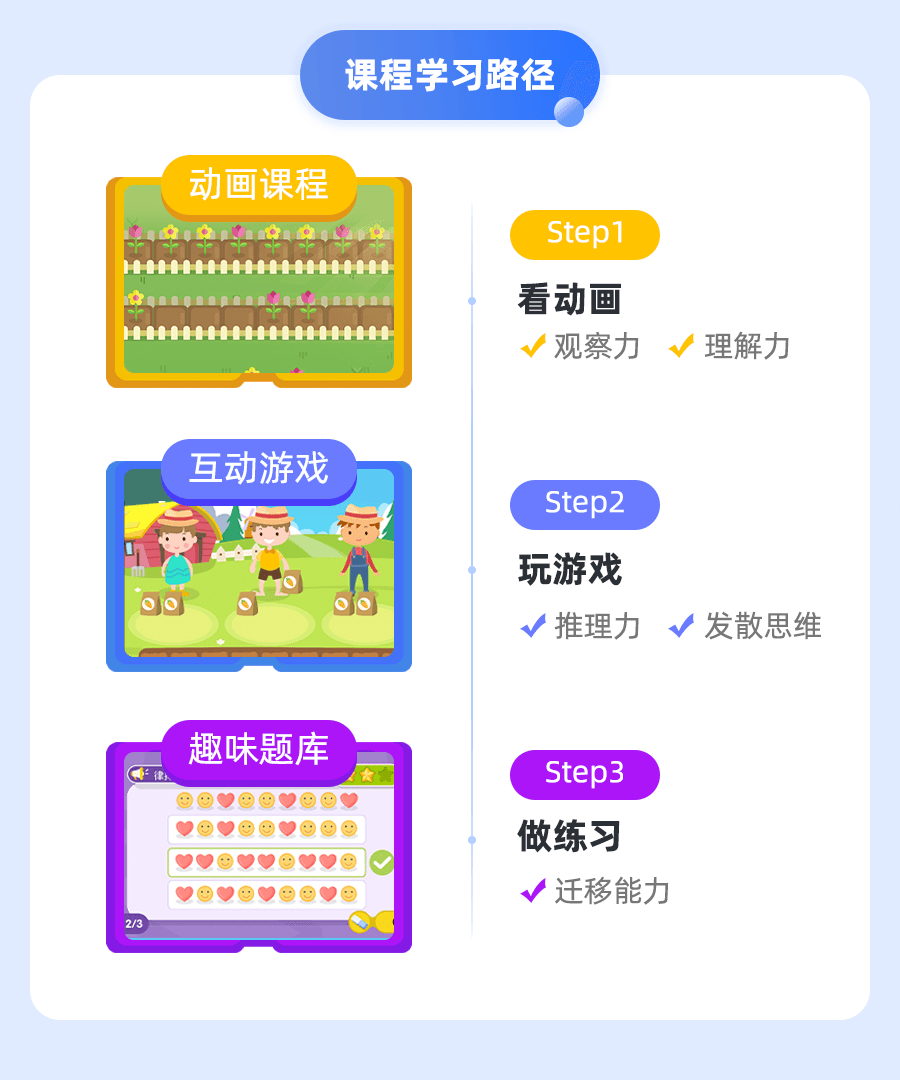 课程学习路径
动画课程
Step1
看动画
观察力 理解力
互动游戏
Step2
玩游戏
推理力 发散思维
趣味题库
Step3
做练习
迁移能力
2/3